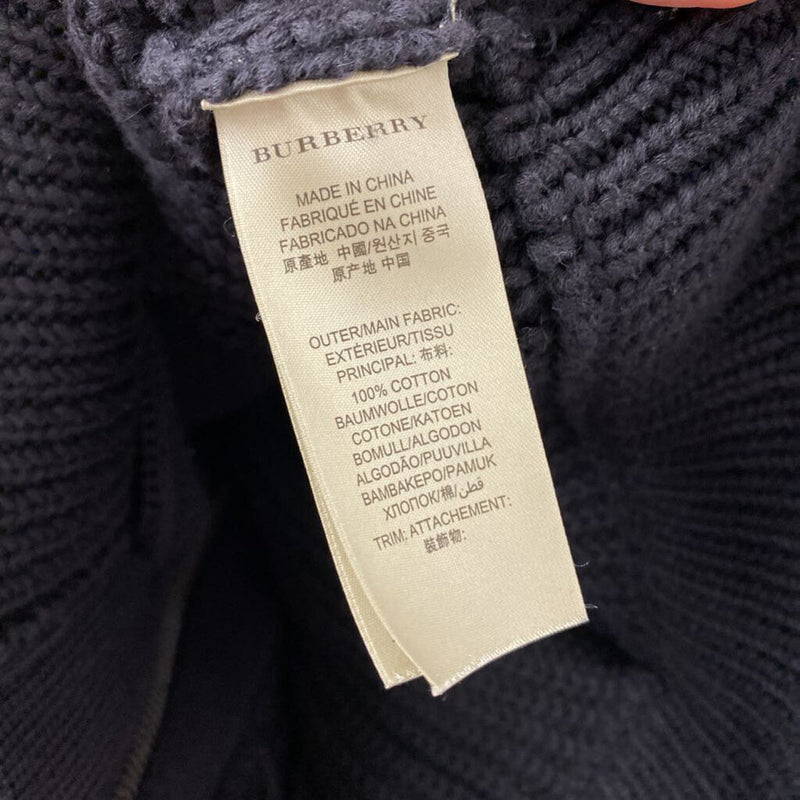 BURBERRY
MADE IN CHINA
FABRIQUÉ EN CHINE
FABRICADO NA CHINA
原產地 中國/원산지 중국
原产地 中国
OUTER/MAIN FABRIC:
EXTÉRIEUR/TISSU
PRINCIPAL: 布料:
100% COTTON
BAUMWOLLE/COTON
COTONE/KATOEN
BOMULL/ALGODON
ALGODÃO/PUUVILLA
ΒΑΜΒΑΚΕΡΟ/PAMUK
ХЛОПОК/棉/قطن
TRIM: ATTACHEMENT:
裝飾物: